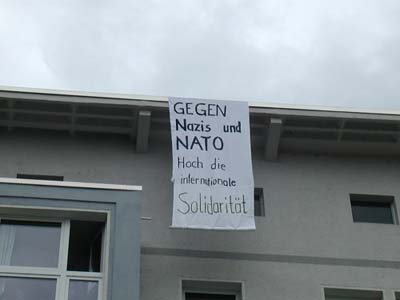 GEGEN
Nazis und
NATO
Hoch die
internationale
Solidarität